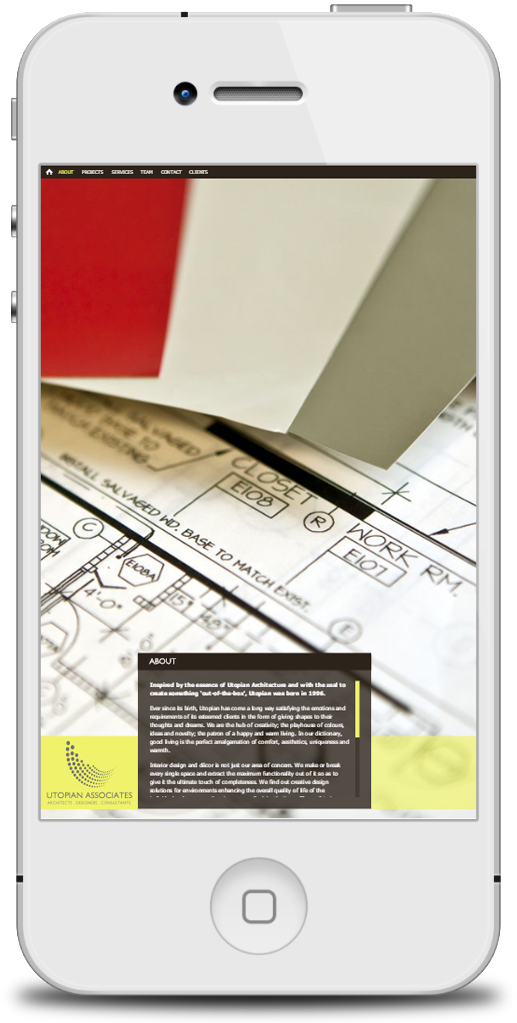 ABOUT PROJECTS SERVICES TEAM CONTACT CLIENTS
SALVAGED
BASE TO
EXISTING.
CLOSET
E108
R
WORK RM.
E107
INSTALL SALVAGED WD. BASE TO MATCH EXIST.
C
E108A
4'-0"
15"
E
ABOUT
Inspired by the essence of Utopian Architecture and with the zeal to
create something 'out-of-the-box', Utopian was born in 1996.
Ever since its birth, Utopian has come a long way satisfying the emotions and
requirements of its esteemed clients in the form of giving shapes to their
thoughts and dreams. We are the hub of creativity; the playhouse of colours,
ideas and novelty; the patron of a happy and warm living. In our dictionary,
good living is the perfect amalgamation of comfort, aesthetics, uniqueness and
warmth.
Interior design and décor is not just our area of concern. We make or break
every single space and extract the maximum functionality out of it so as to
give it the ultimate touch of completeness. We find out creative design
solutions for environments enhancing the overall quality of life of the
UTOPIAN ASSOCIATES
ARCHITECTS . DESIGNERS . CONSULTANTS